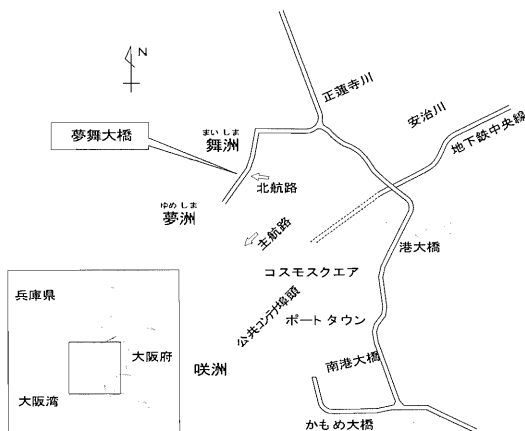 N
正蓮寺川
安治川
地下鉄中央線
夢舞大橋
まいしま
舞洲
北航路
ゆめしま
夢洲
主航路
港大橋
コスモスクエア
公共コンテナ埠頭
ポートタウン
兵庫県
大阪府
大阪湾
咲洲
南港大橋
かもめ大橋